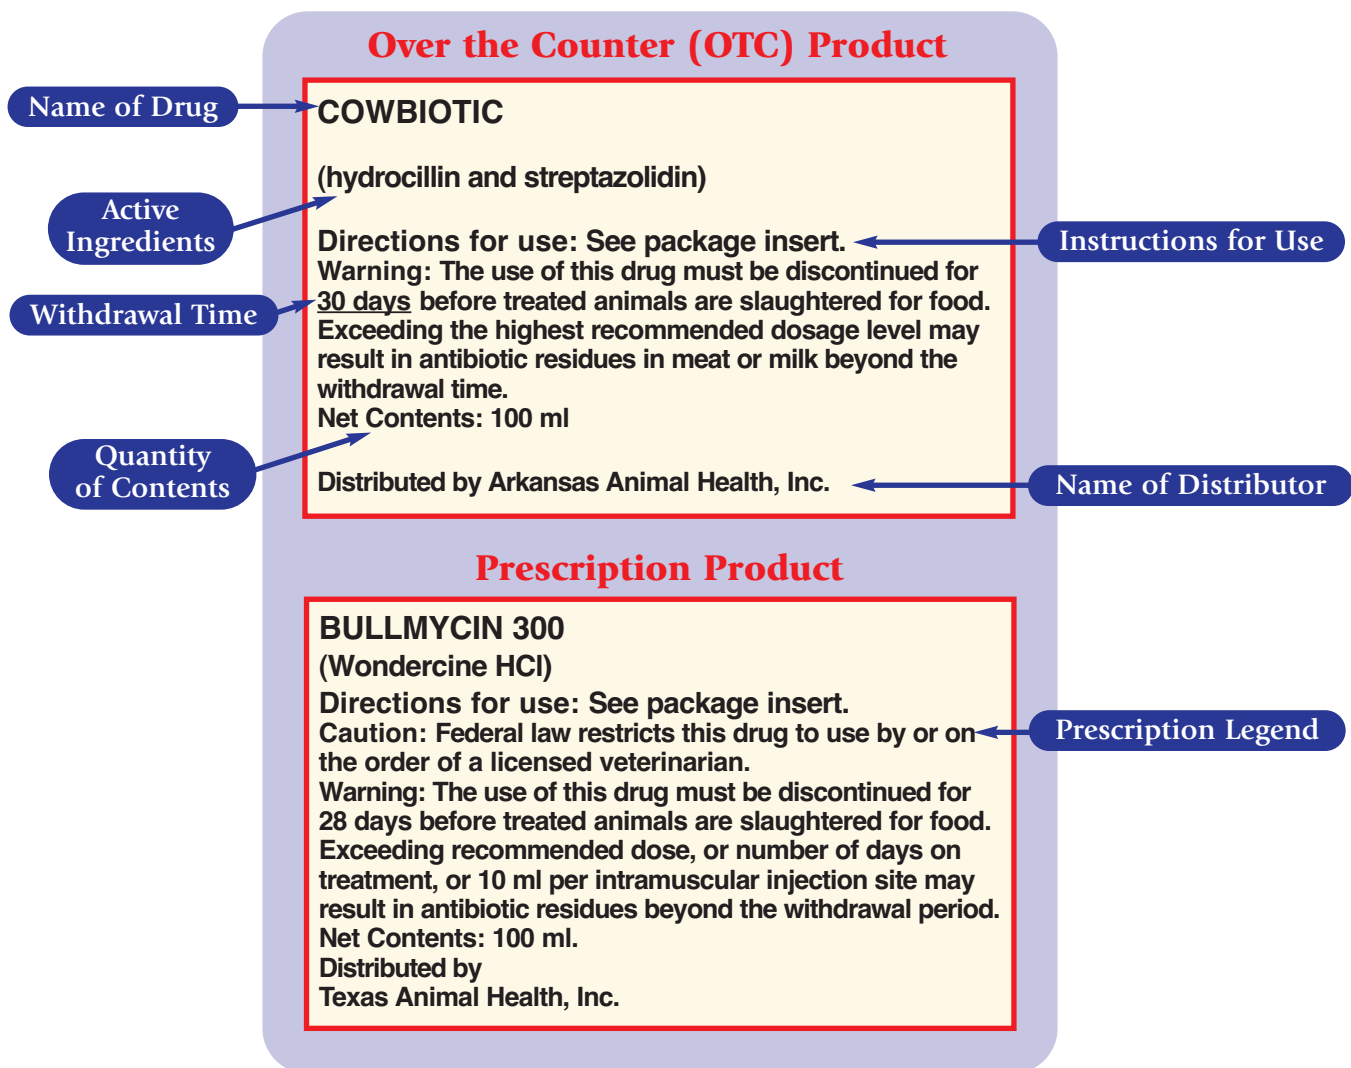 Over the Counter (OTC) Product
Name of Drug
COWBIOTIC
(hydrocillin and streptazolidin)
Active
Ingredients
Directions for use: See package insert.
Instructions for Use
Warning: The use of this drug must be discontinued for
30 days before treated animals are slaughtered for food.
Withdrawal Time
Exceeding the highest recommended dosage level may
result in antibiotic residues in meat or milk beyond the
withdrawal time.
Net Contents: 100 ml
Quantity
of Contents
Distributed by Arkansas Animal Health, Inc.
Name of Distributor
Prescription Product
BULLMYCIN 300
(Wondercine HCl)
Directions for use: See package insert.
Caution: Federal law restricts this drug to use by or on
Prescription Legend
the order of a licensed veterinarian.
Warning: The use of this drug must be discontinued for
28 days before treated animals are slaughtered for food.
Exceeding recommended dose, or number of days on
treatment, or 10 ml per intramuscular injection site may
result in antibiotic residues beyond the withdrawal period.
Net Contents: 100 ml.
Distributed by
Texas Animal Health, Inc.